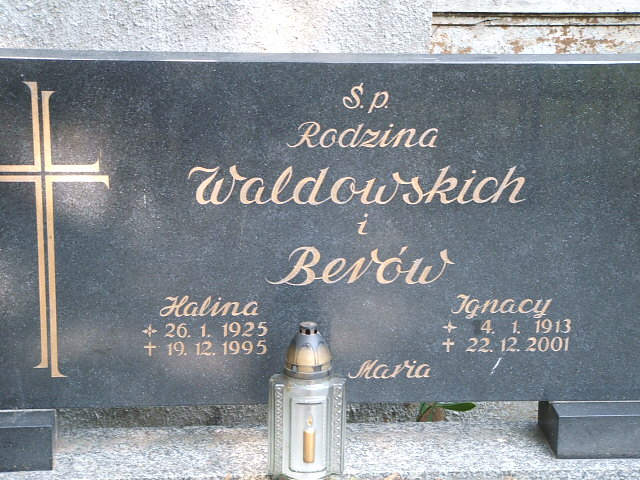 Ś.p.
Rodzina
Waldowskich
i
Berów
Halina
* 26. 1. 1925
† 19. 12. 1995
Ignacy
* 4. 1. 1913
† 22. 12. 2001
Maria